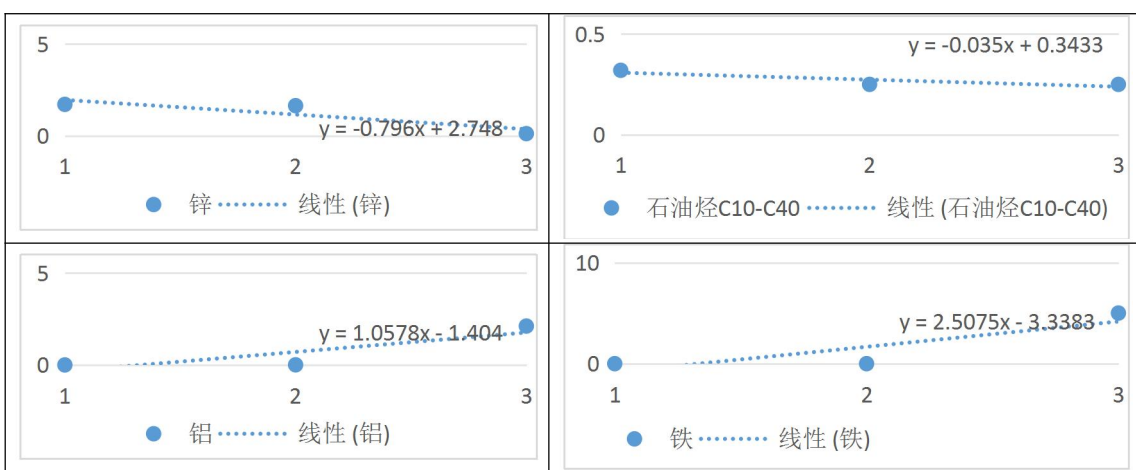 5
y = -0.796x + 2.748
0
1 2 3
锌 线性 (锌)
0.5
y = -0.035x + 0.3433
0
1 2 3
石油烃C10-C40 线性 (石油烃C10-C40)
5
y = 1.0578x - 1.404
0
1 2 3
铝 线性 (铝)
10
y = 2.5075x - 3.3383
0
1 2 3
铁 线性 (铁)